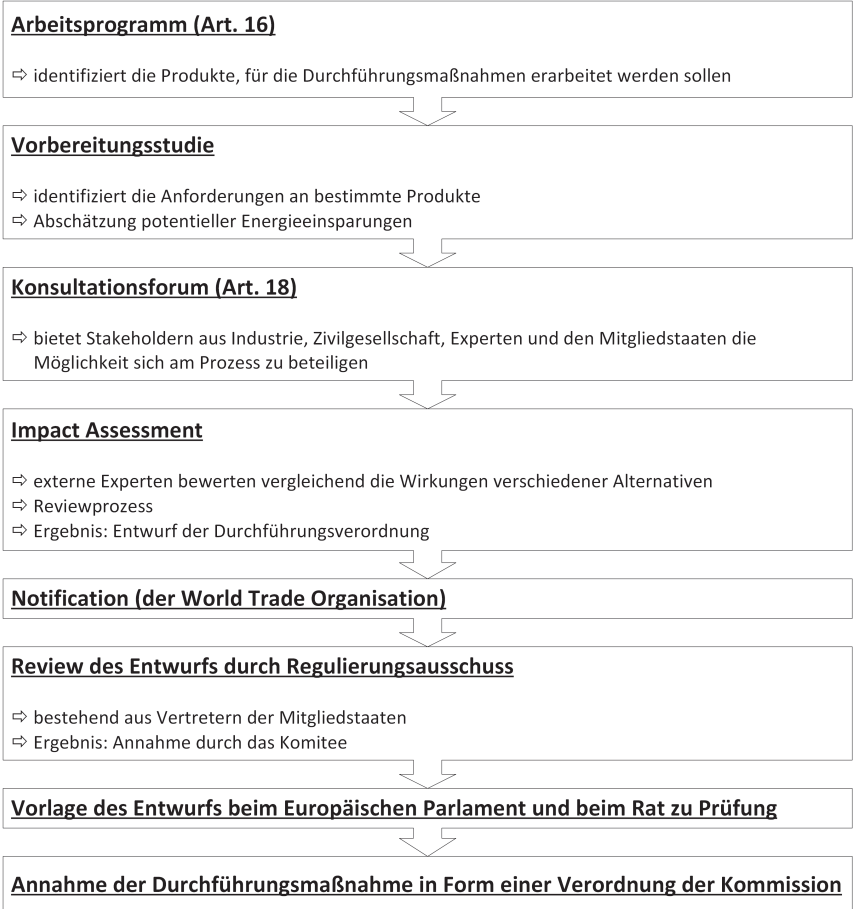 Arbeitsprogramm (Art. 16)
⇨ identifiziert die Produkte, für die Durchführungsmaßnahmen erarbeitet werden sollen
Vorbereitungsstudie
⇨ identifiziert die Anforderungen an bestimmte Produkte
⇨ Abschätzung potentieller Energieeinsparungen
Konsultationsforum (Art. 18)
⇨ bietet Stakeholdern aus Industrie, Zivilgesellschaft, Experten und den Mitgliedstaaten die
Möglichkeit sich am Prozess zu beteiligen
Impact Assessment
⇨ externe Experten bewerten vergleichend die Wirkungen verschiedener Alternativen
⇨ Reviewprozess
⇨ Ergebnis: Entwurf der Durchführungsverordnung
Notification (der World Trade Organisation)
Review des Entwurfs durch Regulierungsausschuss
⇨ bestehend aus Vertretern der Mitgliedstaaten
⇨ Ergebnis: Annahme durch das Komitee
Vorlage des Entwurfs beim Europäischen Parlament und beim Rat zu Prüfung
Annahme der Durchführungsmaßnahme in Form einer Verordnung der Kommission